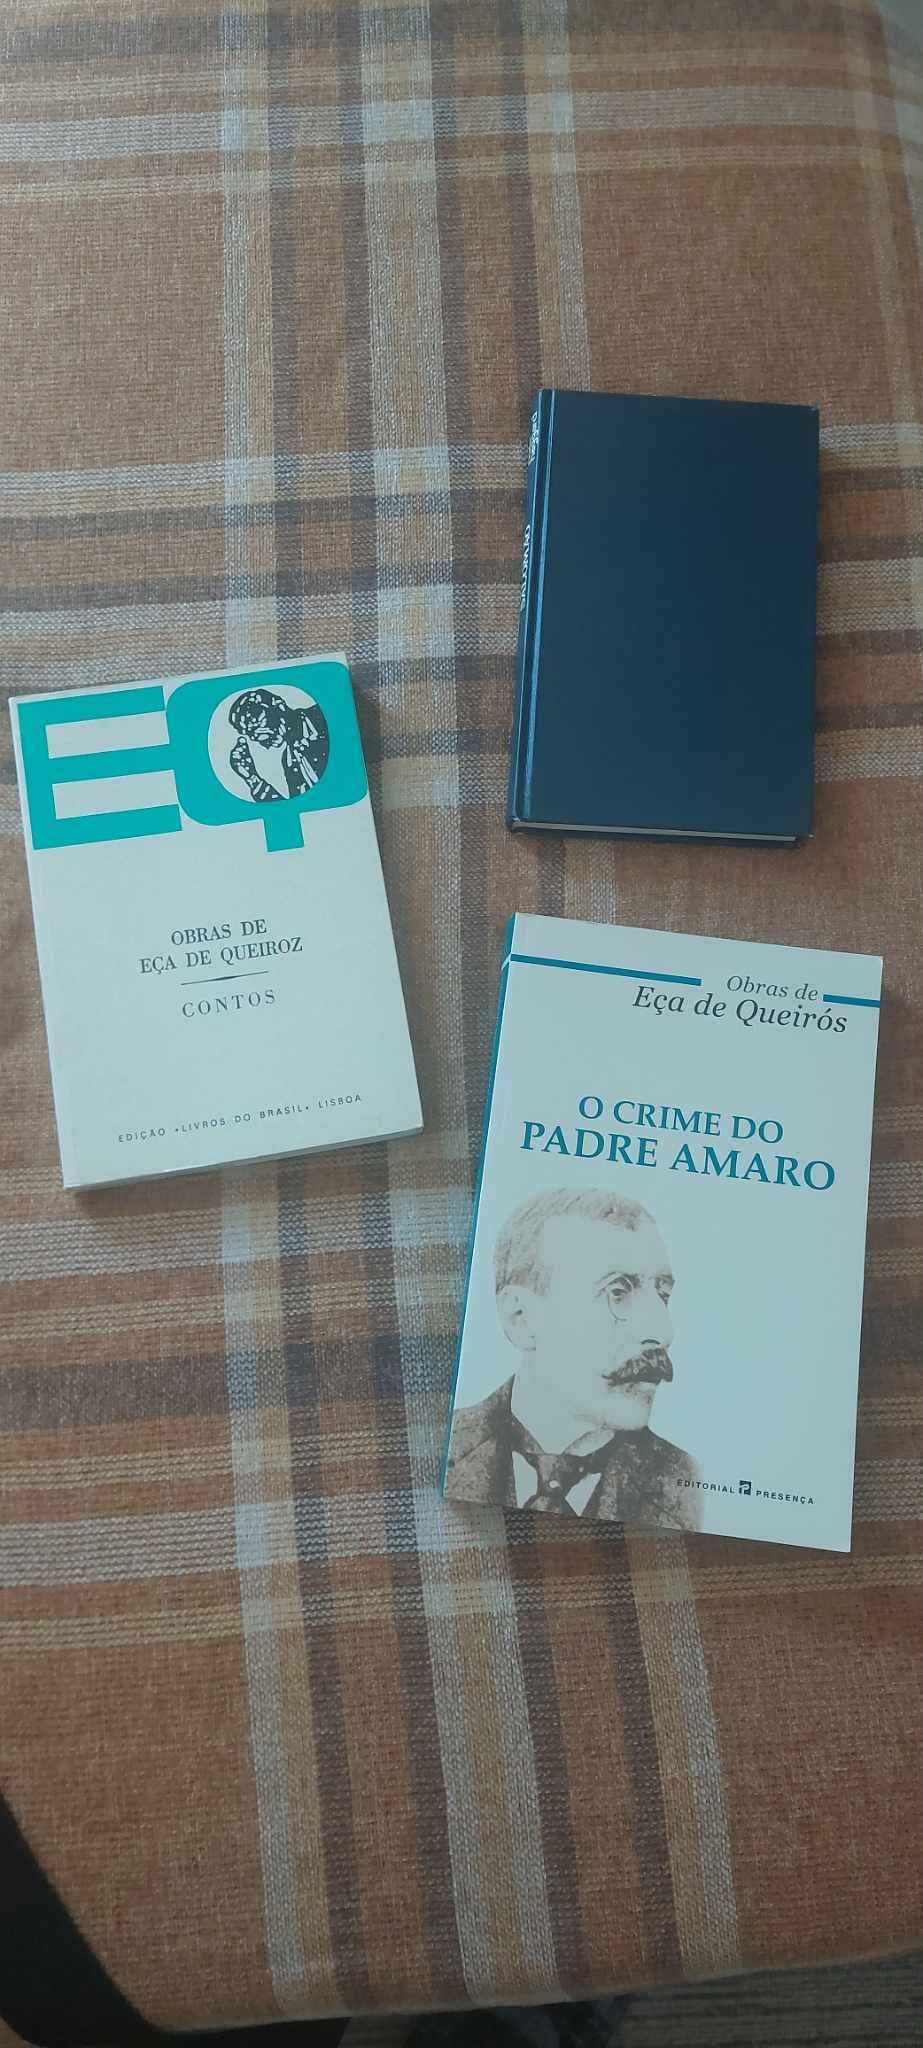 EQ
OBRAS DE
EÇA DE QUEIROZ
CONTOS
EDIÇÃO «LIVROS DO BRASIL» LISBOA
SALOMÃO
Obras de
Eça de Queirós
O CRIME DO
PADRE AMARO
EDITORIAL PRESENÇA